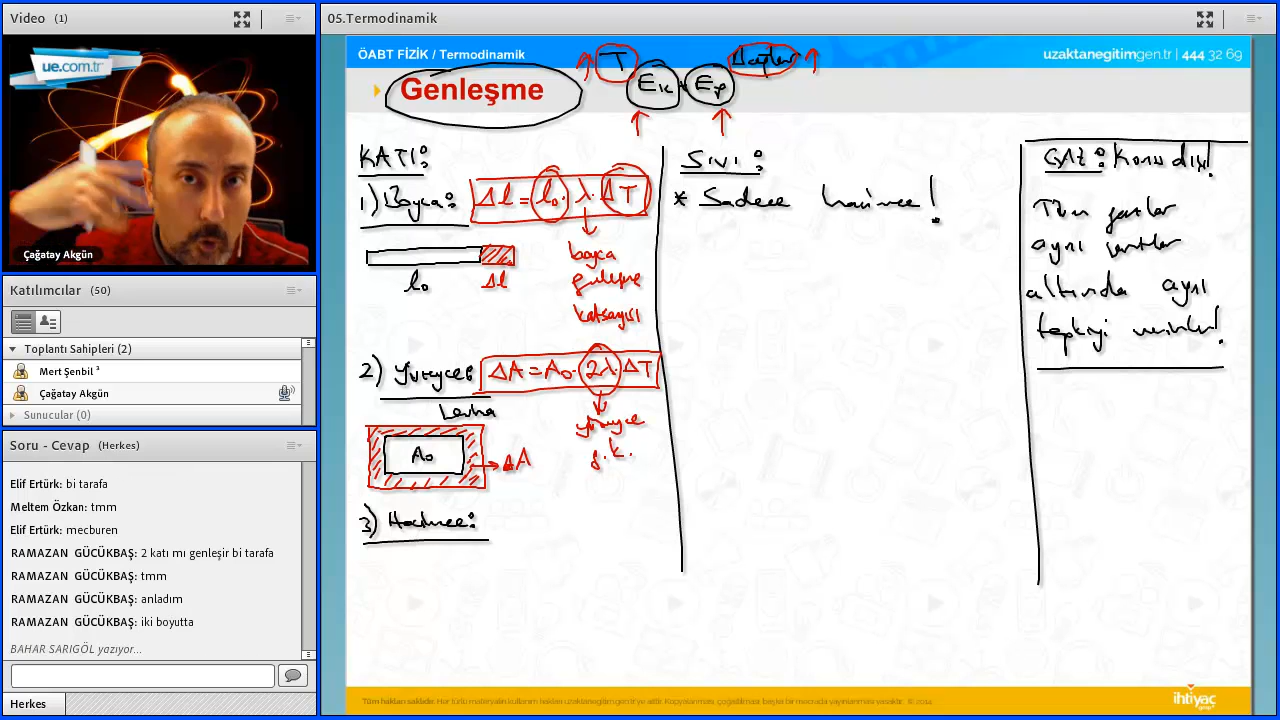 Video (1)
ue.com.tr
Çağatay Akgün
Katılımcılar (50)
Toplantı Sahipleri (2)
Mert Şenbil
Çağatay Akgün
Sunucular (0)
Soru - Cevap (Herkes)
Elif Ertürk: bi tarafa
Meltem Özkan: tmm
Elif Ertürk: mecburen
RAMAZAN GÜCÜKBAŞ: 2 katı mı genleşir bi tarafa
RAMAZAN GÜCÜKBAŞ: tmm
RAMAZAN GÜCÜKBAŞ: anladım
RAMAZAN GÜCÜKBAŞ: iki boyutta
BAHAR SARIGÖL yazıyor...
Herkes
05.Termodinamik
ÖABT FİZİK / Termodinamik
uzaktanegitimgen.tr | 444 32 69
Genleşme
↑ T
Ek Ep
↑ ↑
KATI:
1) Boyca: Δl = l₀. λ. ΔT
l₀ Δl
boyca
genleşme
katsayısı
2) Yüzeyce ΔA = A₀. 2λ. ΔT
Levha
A₀ → ΔA
yüzeyce
g.k.
3) Hacimce:
SIVI:
* Sadece hacimce!
GAZ: Konu dışı!
Tüm gazlar
aynı şartlar
altında aynı
tepkiyi verirler!
Tüm hakları saklıdır.
© 2014
ihtiyaç